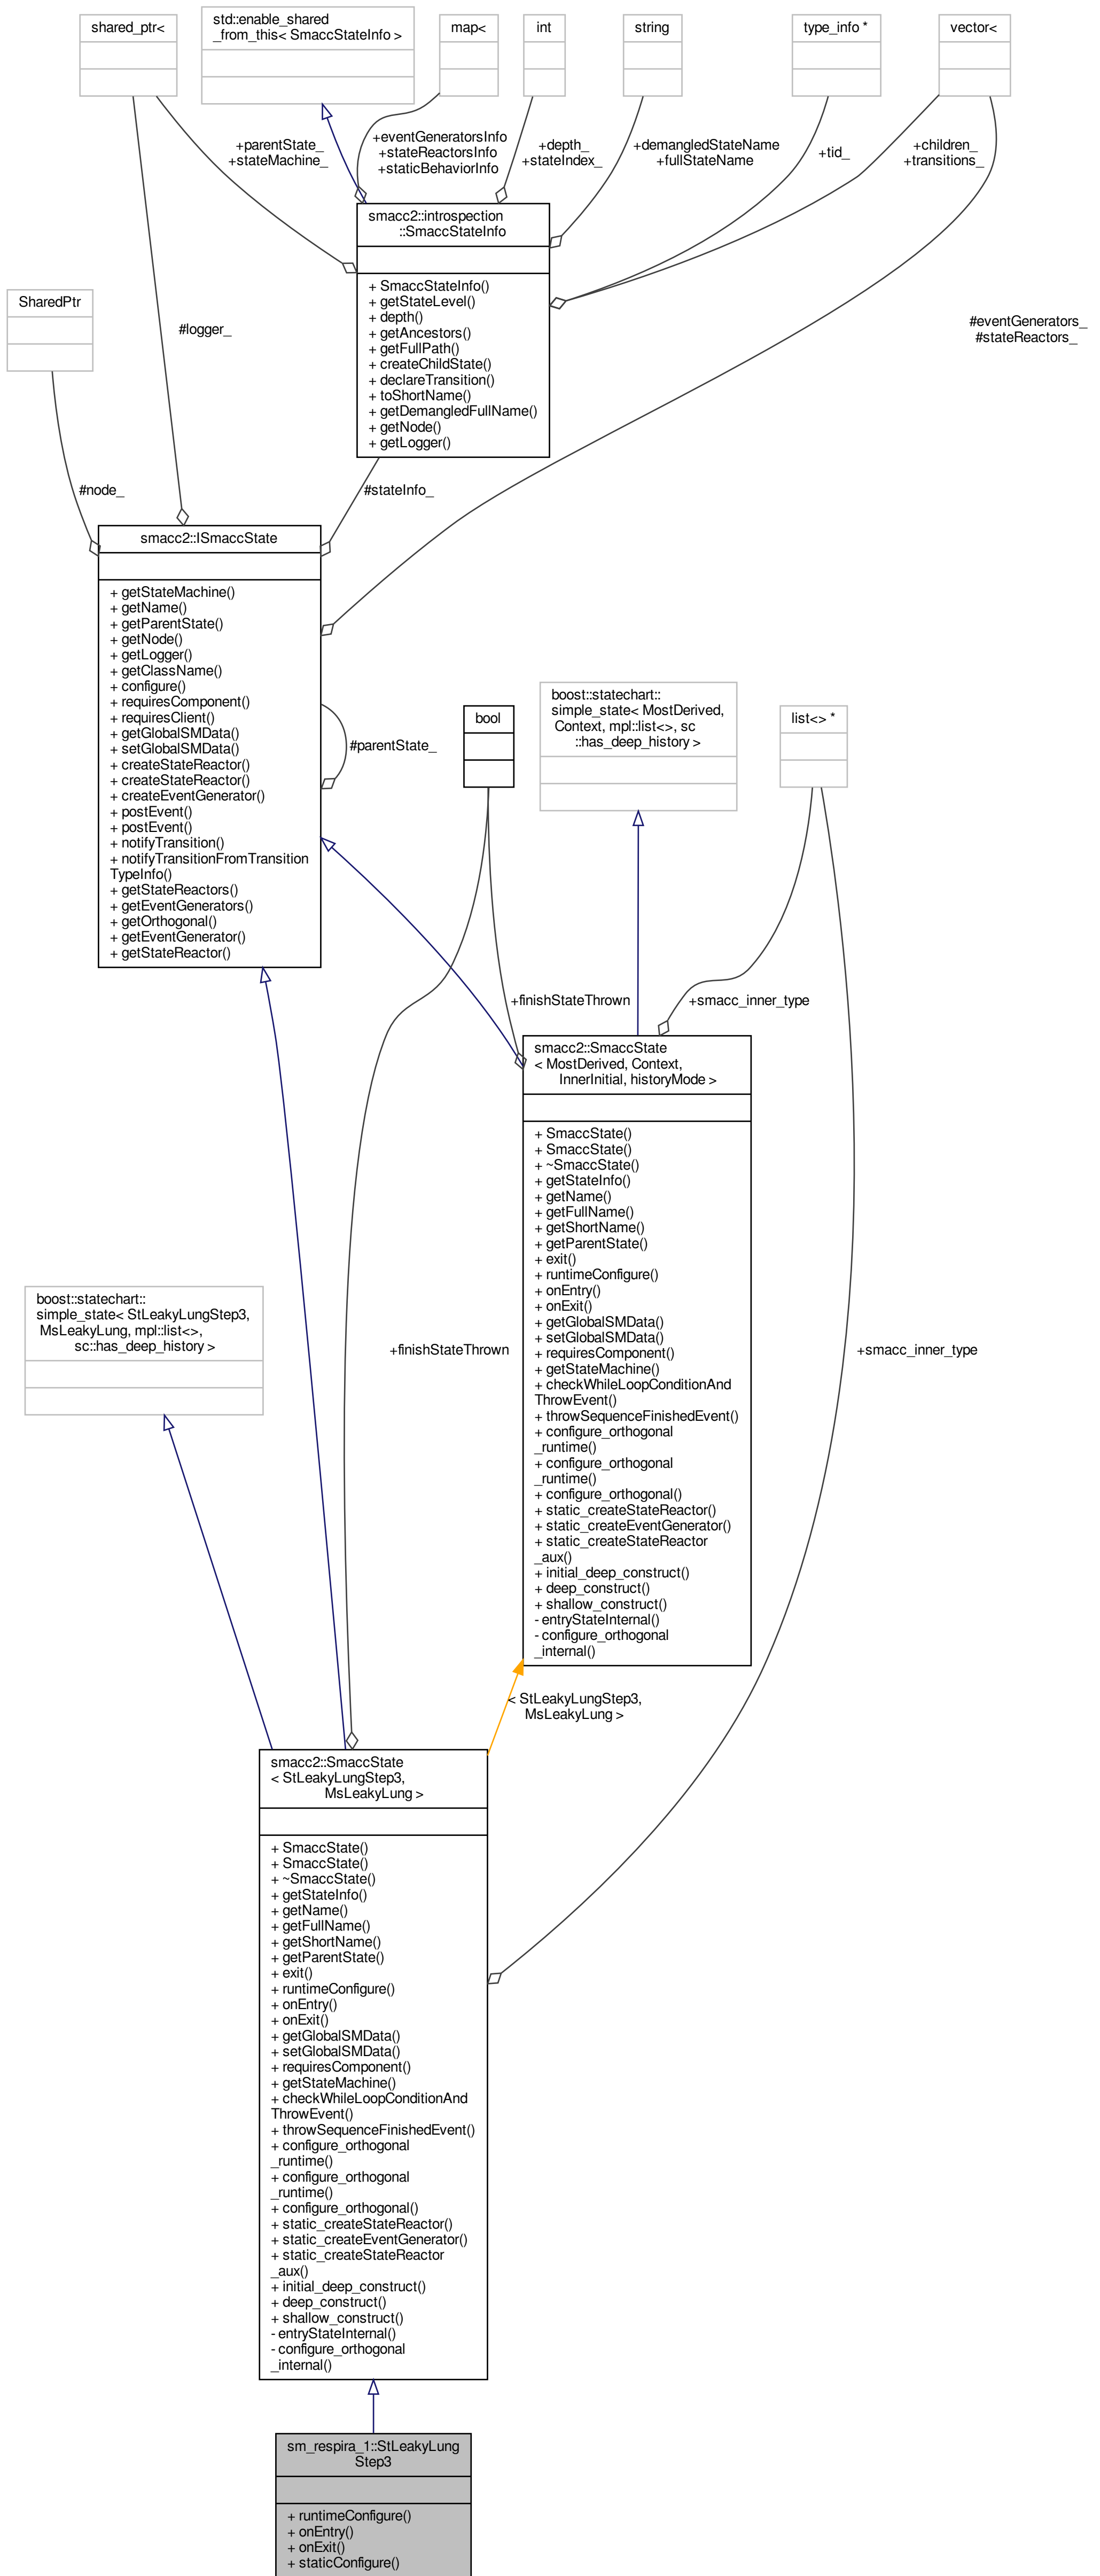 shared_ptr<
std::enable_shared
_from_this< SmaccStateInfo >
map<
int
string
type_info *
vector<
+parentState_
+stateMachine_
+eventGeneratorsInfo
+stateReactorsInfo
+staticBehaviorInfo
+depth_
+stateIndex_
+demangledStateName
+fullStateName
+tid_
+children_
+transitions_
smacc2::introspection
::SmaccStateInfo
+ SmaccStateInfo()
+ getStateLevel()
+ depth()
+ getAncestors()
+ getFullPath()
+ createChildState()
+ declareTransition()
+ toShortName()
+ getDemangledFullName()
+ getNode()
+ getLogger()
SharedPtr
#logger_
#eventGenerators_
#stateReactors_
#node_
#stateInfo_
smacc2::ISmaccState
+ getStateMachine()
+ getName()
+ getParentState()
+ getNode()
+ getLogger()
+ getClassName()
+ configure()
+ requiresComponent()
+ requiresClient()
+ getGlobalSMData()
+ setGlobalSMData()
+ createStateReactor()
+ createStateReactor()
+ createEventGenerator()
+ postEvent()
+ postEvent()
+ notifyTransition()
+ notifyTransitionFromTransition
TypeInfo()
+ getStateReactors()
+ getEventGenerators()
+ getOrthogonal()
+ getEventGenerator()
+ getStateReactor()
#parentState_
bool
boost::statechart::
simple_state< MostDerived,
Context, mpl::list<>, sc
::has_deep_history >
list<> *
+finishStateThrown
+smacc_inner_type
smacc2::SmaccState
< MostDerived, Context,
InnerInitial, historyMode >
+ SmaccState()
+ SmaccState()
+ ~SmaccState()
+ getStateInfo()
+ getName()
+ getFullName()
+ getShortName()
+ getParentState()
+ exit()
+ runtimeConfigure()
+ onEntry()
+ onExit()
+ getGlobalSMData()
+ setGlobalSMData()
+ requiresComponent()
+ getStateMachine()
+ checkWhileLoopConditionAnd
ThrowEvent()
+ throwSequenceFinishedEvent()
+ configure_orthogonal
_runtime()
+ configure_orthogonal
_runtime()
+ configure_orthogonal()
+ static_createStateReactor()
+ static_createEventGenerator()
+ static_createStateReactor
_aux()
+ initial_deep_construct()
+ deep_construct()
+ shallow_construct()
- entryStateInternal()
- configure_orthogonal
_internal()
boost::statechart::
simple_state< StLeakyLungStep3,
MsLeakyLung, mpl::list<>,
sc::has_deep_history >
+finishStateThrown
+smacc_inner_type
< StLeakyLungStep3,
MsLeakyLung >
smacc2::SmaccState
< StLeakyLungStep3,
MsLeakyLung >
+ SmaccState()
+ SmaccState()
+ ~SmaccState()
+ getStateInfo()
+ getName()
+ getFullName()
+ getShortName()
+ getParentState()
+ exit()
+ runtimeConfigure()
+ onEntry()
+ onExit()
+ getGlobalSMData()
+ setGlobalSMData()
+ requiresComponent()
+ getStateMachine()
+ checkWhileLoopConditionAnd
ThrowEvent()
+ throwSequenceFinishedEvent()
+ configure_orthogonal
_runtime()
+ configure_orthogonal
_runtime()
+ configure_orthogonal()
+ static_createStateReactor()
+ static_createEventGenerator()
+ static_createStateReactor
_aux()
+ initial_deep_construct()
+ deep_construct()
+ shallow_construct()
- entryStateInternal()
- configure_orthogonal
_internal()
sm_respira_1::StLeakyLung
Step3
+ runtimeConfigure()
+ onEntry()
+ onExit()
+ staticConfigure()